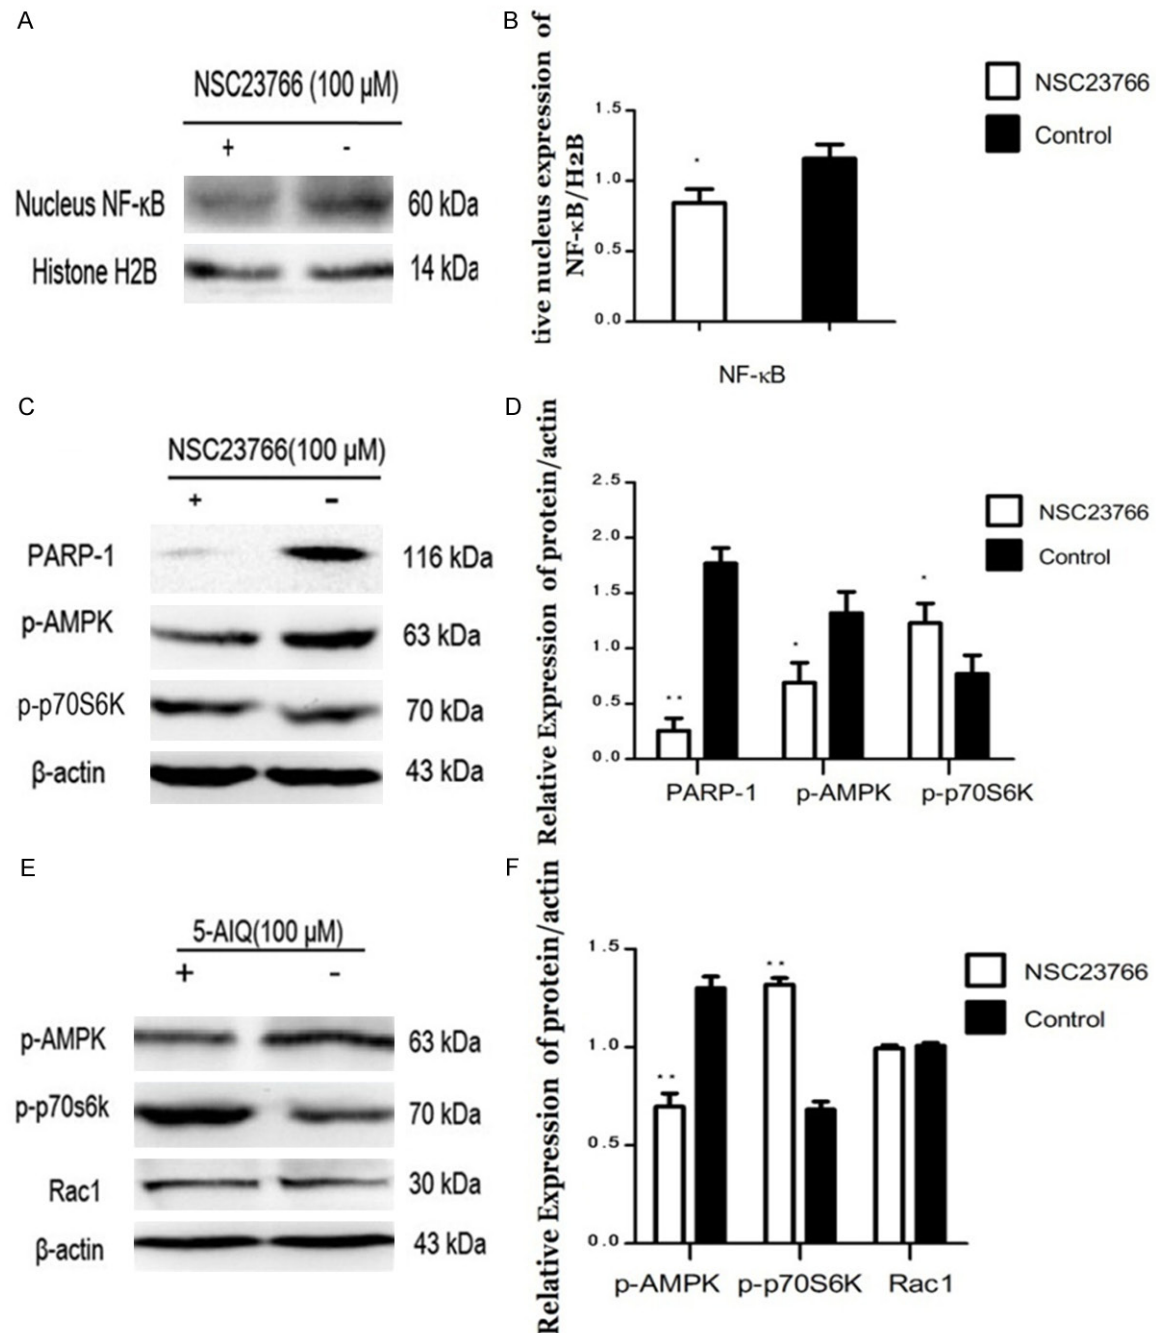 A
NSC23766 (100 μM)
+ -
Nucleus NF-κB 60 kDa
Histone H2B 14 kDa
B
tive nucleus expression of
NF-κB/H2B
1.5
1.0
0.5
0.0
*
NF-κB
NSC23766
Control
C
NSC23766(100 μM)
+ -
PARP-1 116 kDa
p-AMPK 63 kDa
p-p70S6K 70 kDa
β-actin 43 kDa
D
Relative Expression of protein/actin
2.5
2.0
1.5
1.0
0.5
0.0
** * *
PARP-1 p-AMPK p-p70S6K
NSC23766
Control
E
5-AIQ(100 μM)
+ -
p-AMPK 63 kDa
p-p70s6k 70 kDa
Rac1 30 kDa
β-actin 43 kDa
F
Relative Expression of protein/actin
1.5
1.0
0.5
0.0
** **
p-AMPK p-p70S6K Rac1
NSC23766
Control